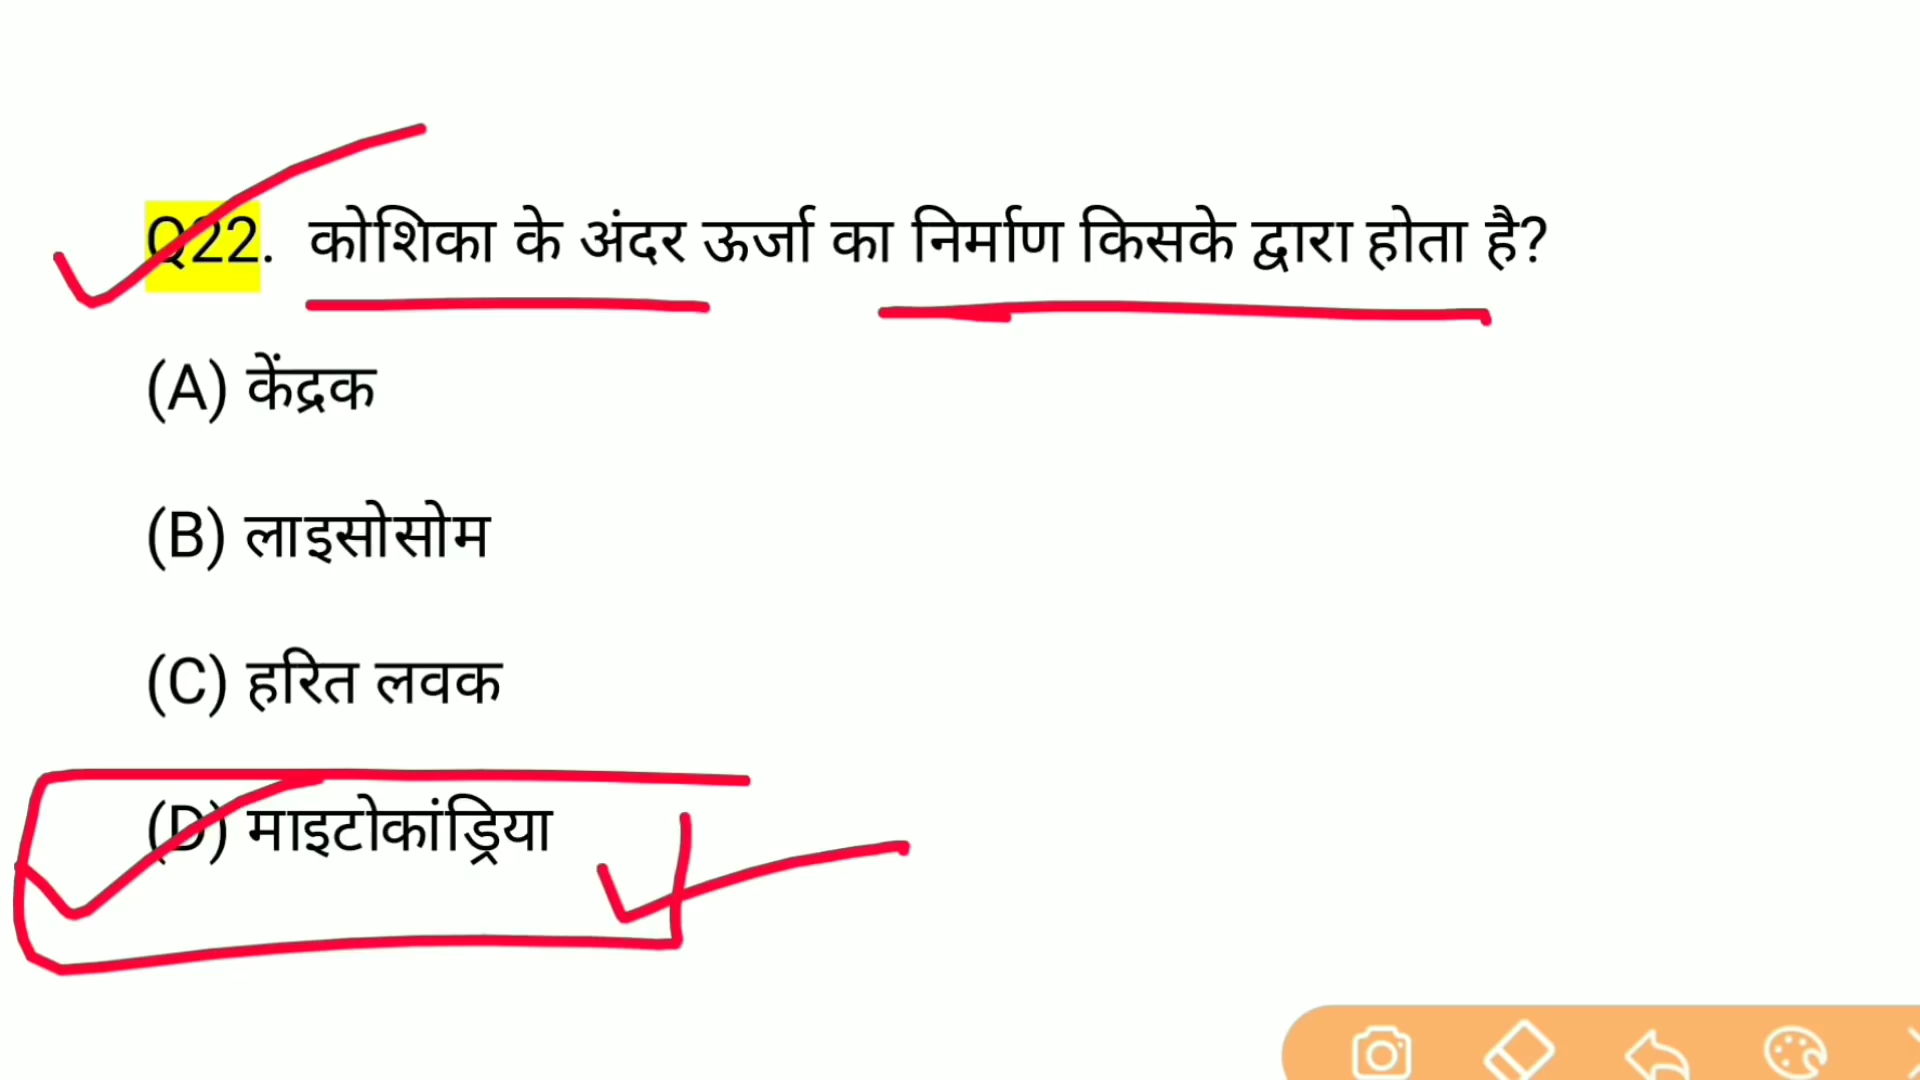 Q22. कोशिका के अंदर ऊर्जा का निर्माण किसके द्वारा होता है?
(A) केंद्रक
(B) लाइसोसोम
(C) हरित लवक
(D) माइटोकांड्रिया